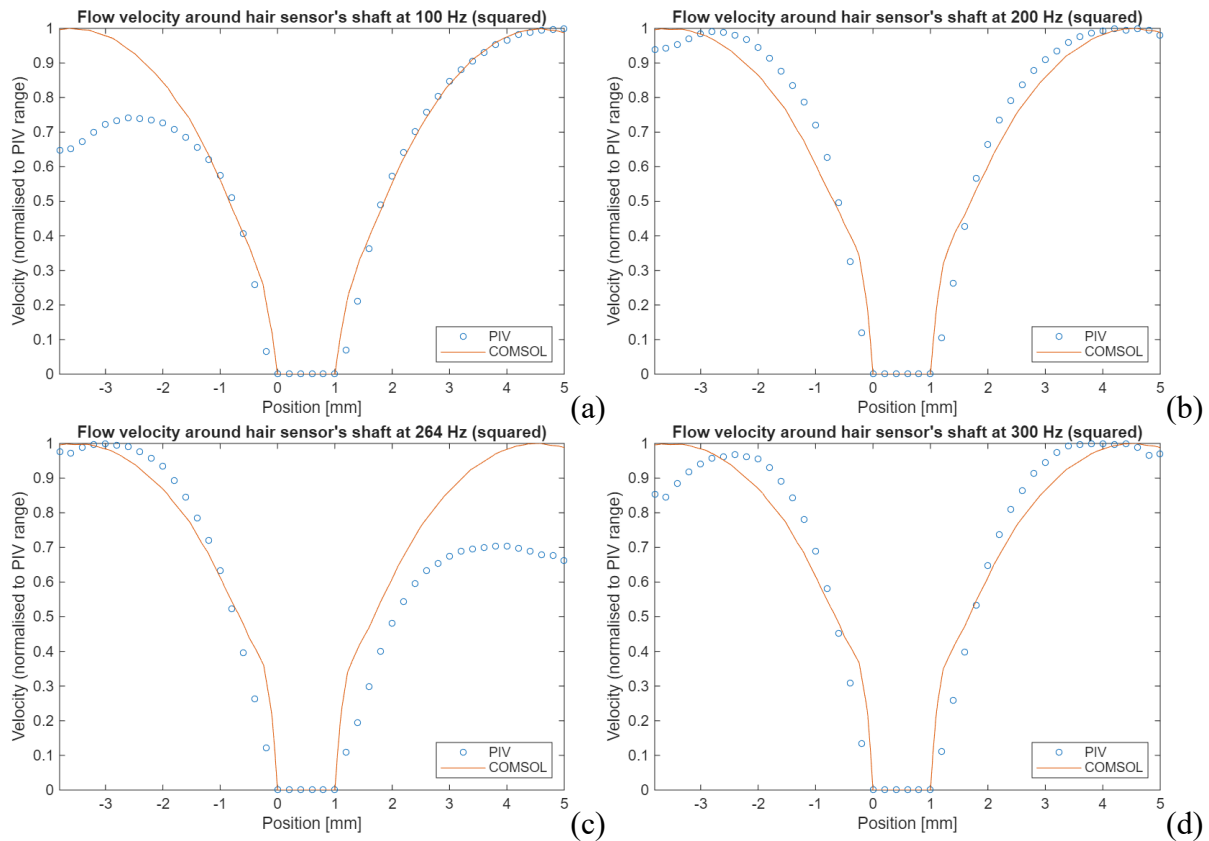 Flow velocity around hair sensor's shaft at 100 Hz (squared)
Velocity (normalised to PIV range)
1
0.9
0.8
0.7
0.6
0.5
0.4
0.3
0.2
0.1
0
PIV
COMSOL
-3 -2 -1 0 1 2 3 4 5
Position [mm]
(a)
Flow velocity around hair sensor's shaft at 200 Hz (squared)
Velocity (normalised to PIV range)
1
0.9
0.8
0.7
0.6
0.5
0.4
0.3
0.2
0.1
0
PIV
COMSOL
-3 -2 -1 0 1 2 3 4 5
Position [mm]
(b)
Flow velocity around hair sensor's shaft at 264 Hz (squared)
Velocity (normalised to PIV range)
1
0.9
0.8
0.7
0.6
0.5
0.4
0.3
0.2
0.1
0
PIV
COMSOL
-3 -2 -1 0 1 2 3 4 5
Position [mm]
(c)
Flow velocity around hair sensor's shaft at 300 Hz (squared)
Velocity (normalised to PIV range)
1
0.9
0.8
0.7
0.6
0.5
0.4
0.3
0.2
0.1
0
PIV
COMSOL
-3 -2 -1 0 1 2 3 4 5
Position [mm]
(d)